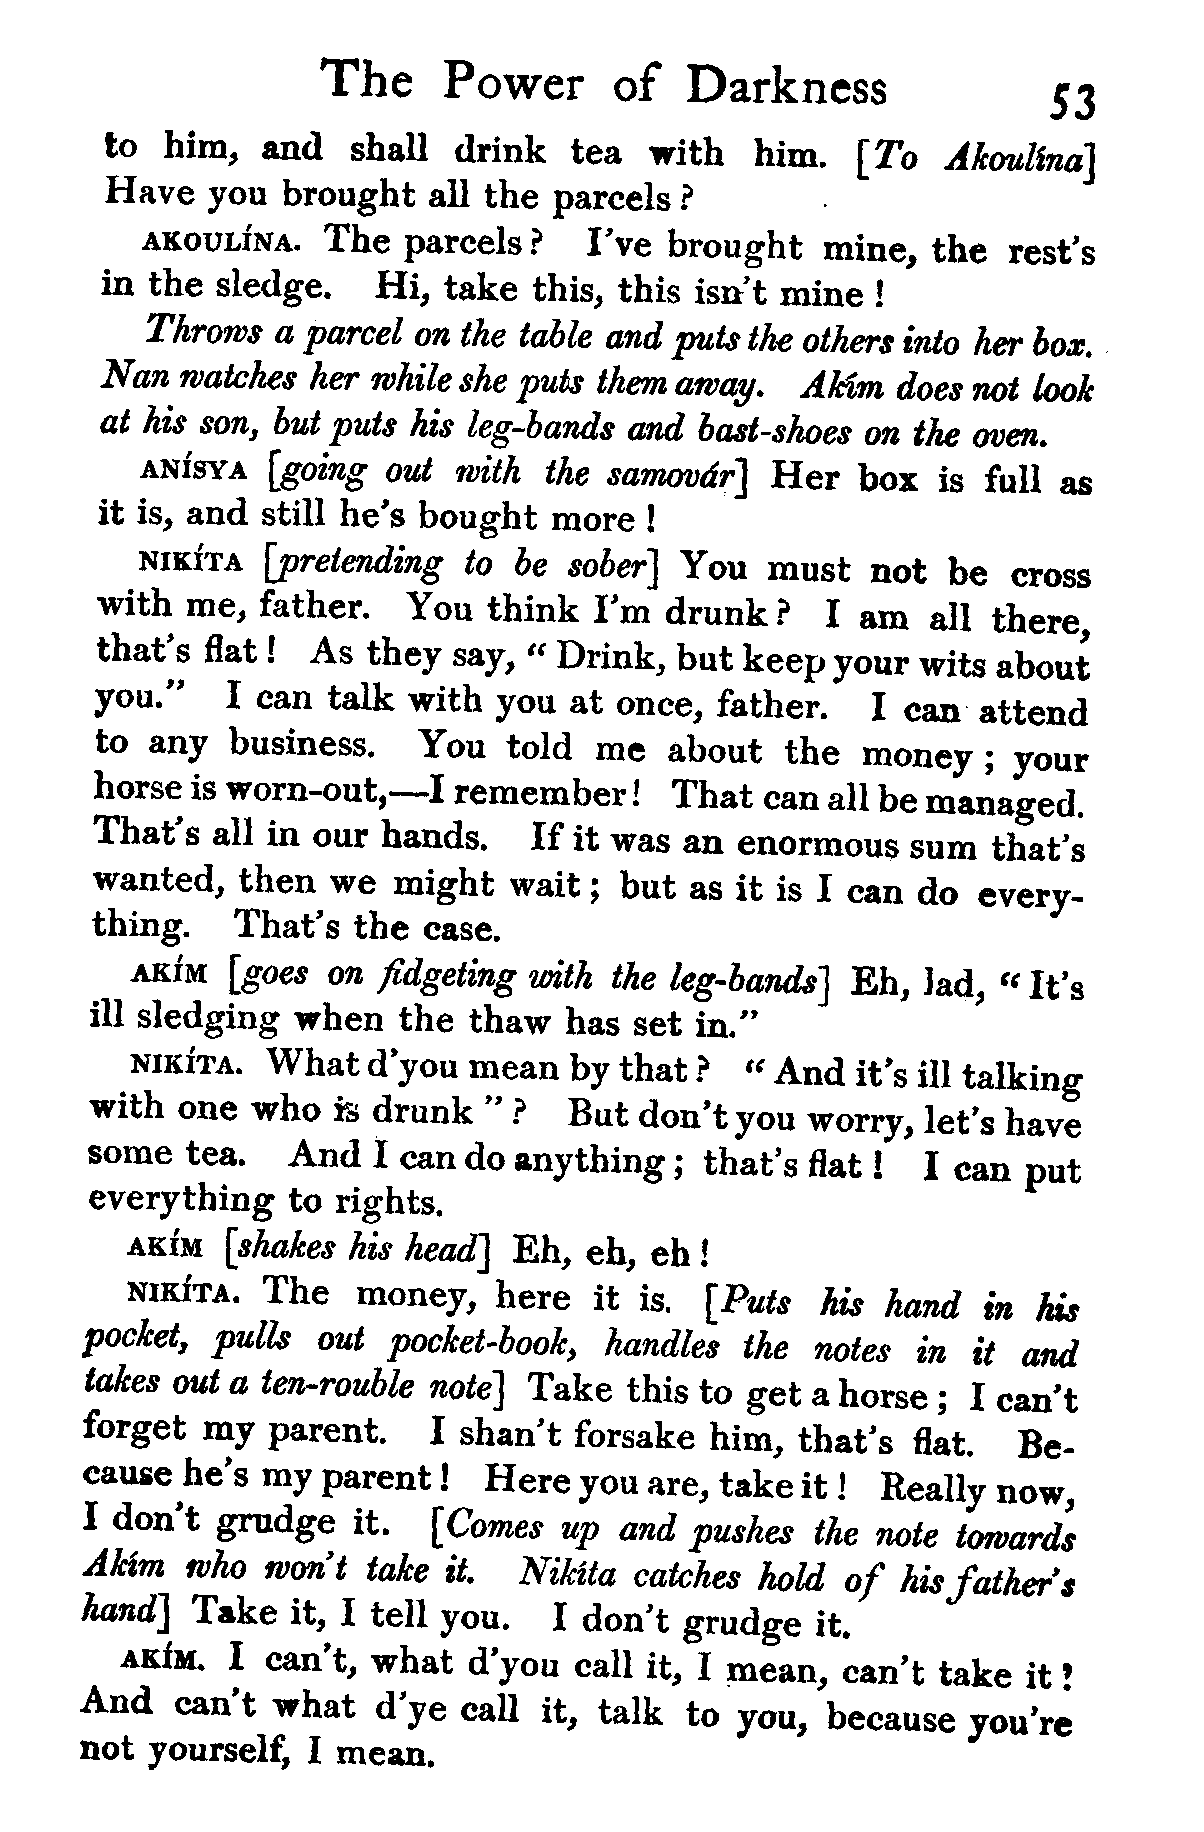 The Power of Darkness 53
to him, and shall drink tea with him. [To Akoulína]
Have you brought all the parcels?
AKOULÍNA. The parcels? I've brought mine, the rest's
in the sledge. Hi, take this, this isn't mine!
Throws a parcel on the table and puts the others into her box.
Nan watches her while she puts them away. Akím does not look
at his son, but puts his leg-bands and bast-shoes on the oven.
ANÍSYA [going out with the samovár] Her box is full as
it is, and still he's bought more!
NIKÍTA [pretending to be sober] You must not be cross
with me, father. You think I'm drunk? I am all there,
that's flat! As they say, "Drink, but keep your wits about
you." I can talk with you at once, father. I can attend
to any business. You told me about the money; your
horse is worn-out,—I remember! That can all be managed.
That's all in our hands. If it was an enormous sum that's
wanted, then we might wait; but as it is I can do every-
thing. That's the case.
AKÍM [goes on fidgeting with the leg-bands] Eh, lad, "It's
ill sledging when the thaw has set in."
NIKÍTA. What d'you mean by that? "And it's ill talking
with one who is drunk"? But don't you worry, let's have
some tea. And I can do anything; that's flat! I can put
everything to rights.
AKÍM [shakes his head] Eh, eh, eh!
NIKÍTA. The money, here it is. [Puts his hand in his
pocket, pulls out pocket-book, handles the notes in it and
takes out a ten-rouble note] Take this to get a horse; I can't
forget my parent. I shan't forsake him, that's flat. Be-
cause he's my parent! Here you are, take it! Really now,
I don't grudge it. [Comes up and pushes the note towards
Akím who won't take it. Nikíta catches hold of his father's
hand] Take it, I tell you. I don't grudge it.
AKÍM. I can't, what d'you call it, I mean, can't take it!
And can't what d'ye call it, talk to you, because you're
not yourself, I mean.